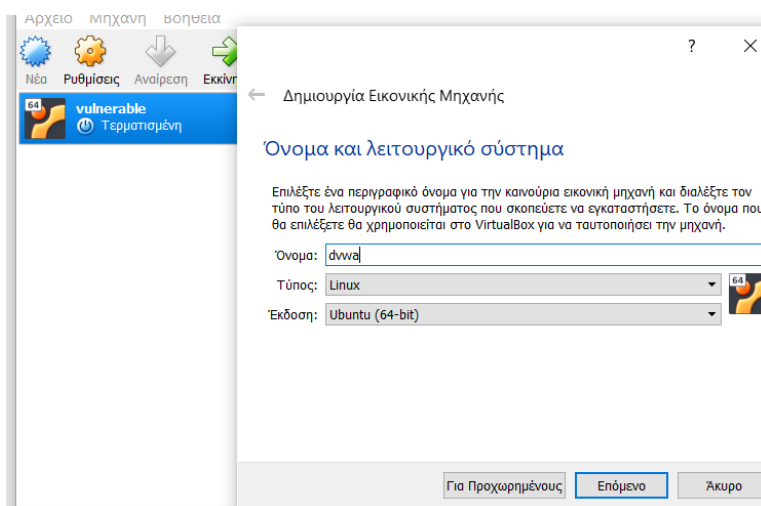 Αρχείο Μηχανή Βοήθεια
Νέα Ρυθμίσεις Αναίρεση Εκκίνη
64 vulnerable
Τερματισμένη
? ×
← Δημιουργία Εικονικής Μηχανής
Όνομα και λειτουργικό σύστημα
Επιλέξτε ένα περιγραφικό όνομα για την καινούρια εικονική μηχανή και διαλέξτε τον
τύπο του λειτουργικού συστήματος που σκοπεύετε να εγκαταστήσετε. Το όνομα που
θα επιλέξετε θα χρημοποιείται στο VirtualBox για να ταυτοποιήσει την μηχανή.
Όνομα: dvwa
Τύπος: Linux
64
Έκδοση: Ubuntu (64-bit)
Για Προχωρημένους Επόμενο Άκυρο